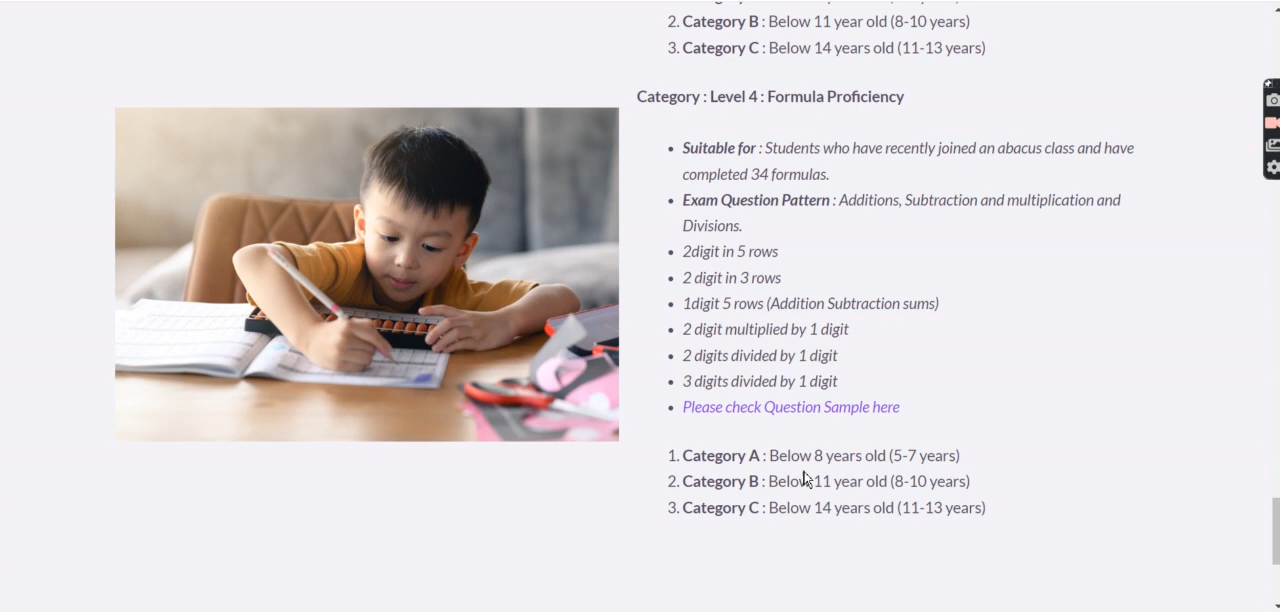 2. Category B : Below 11 year old (8-10 years)
3. Category C : Below 14 years old (11-13 years)
Category : Level 4 : Formula Proficiency
• Suitable for : Students who have recently joined an abacus class and have
completed 34 formulas.
• Exam Question Pattern : Additions, Subtraction and multiplication and
Divisions.
• 2digit in 5 rows
• 2 digit in 3 rows
• 1digit 5 rows (Addition Subtraction sums)
• 2 digit multiplied by 1 digit
• 2 digits divided by 1 digit
• 3 digits divided by 1 digit
• Please check Question Sample here
1. Category A : Below 8 years old (5-7 years)
2. Category B : Below 11 year old (8-10 years)
3. Category C : Below 14 years old (11-13 years)